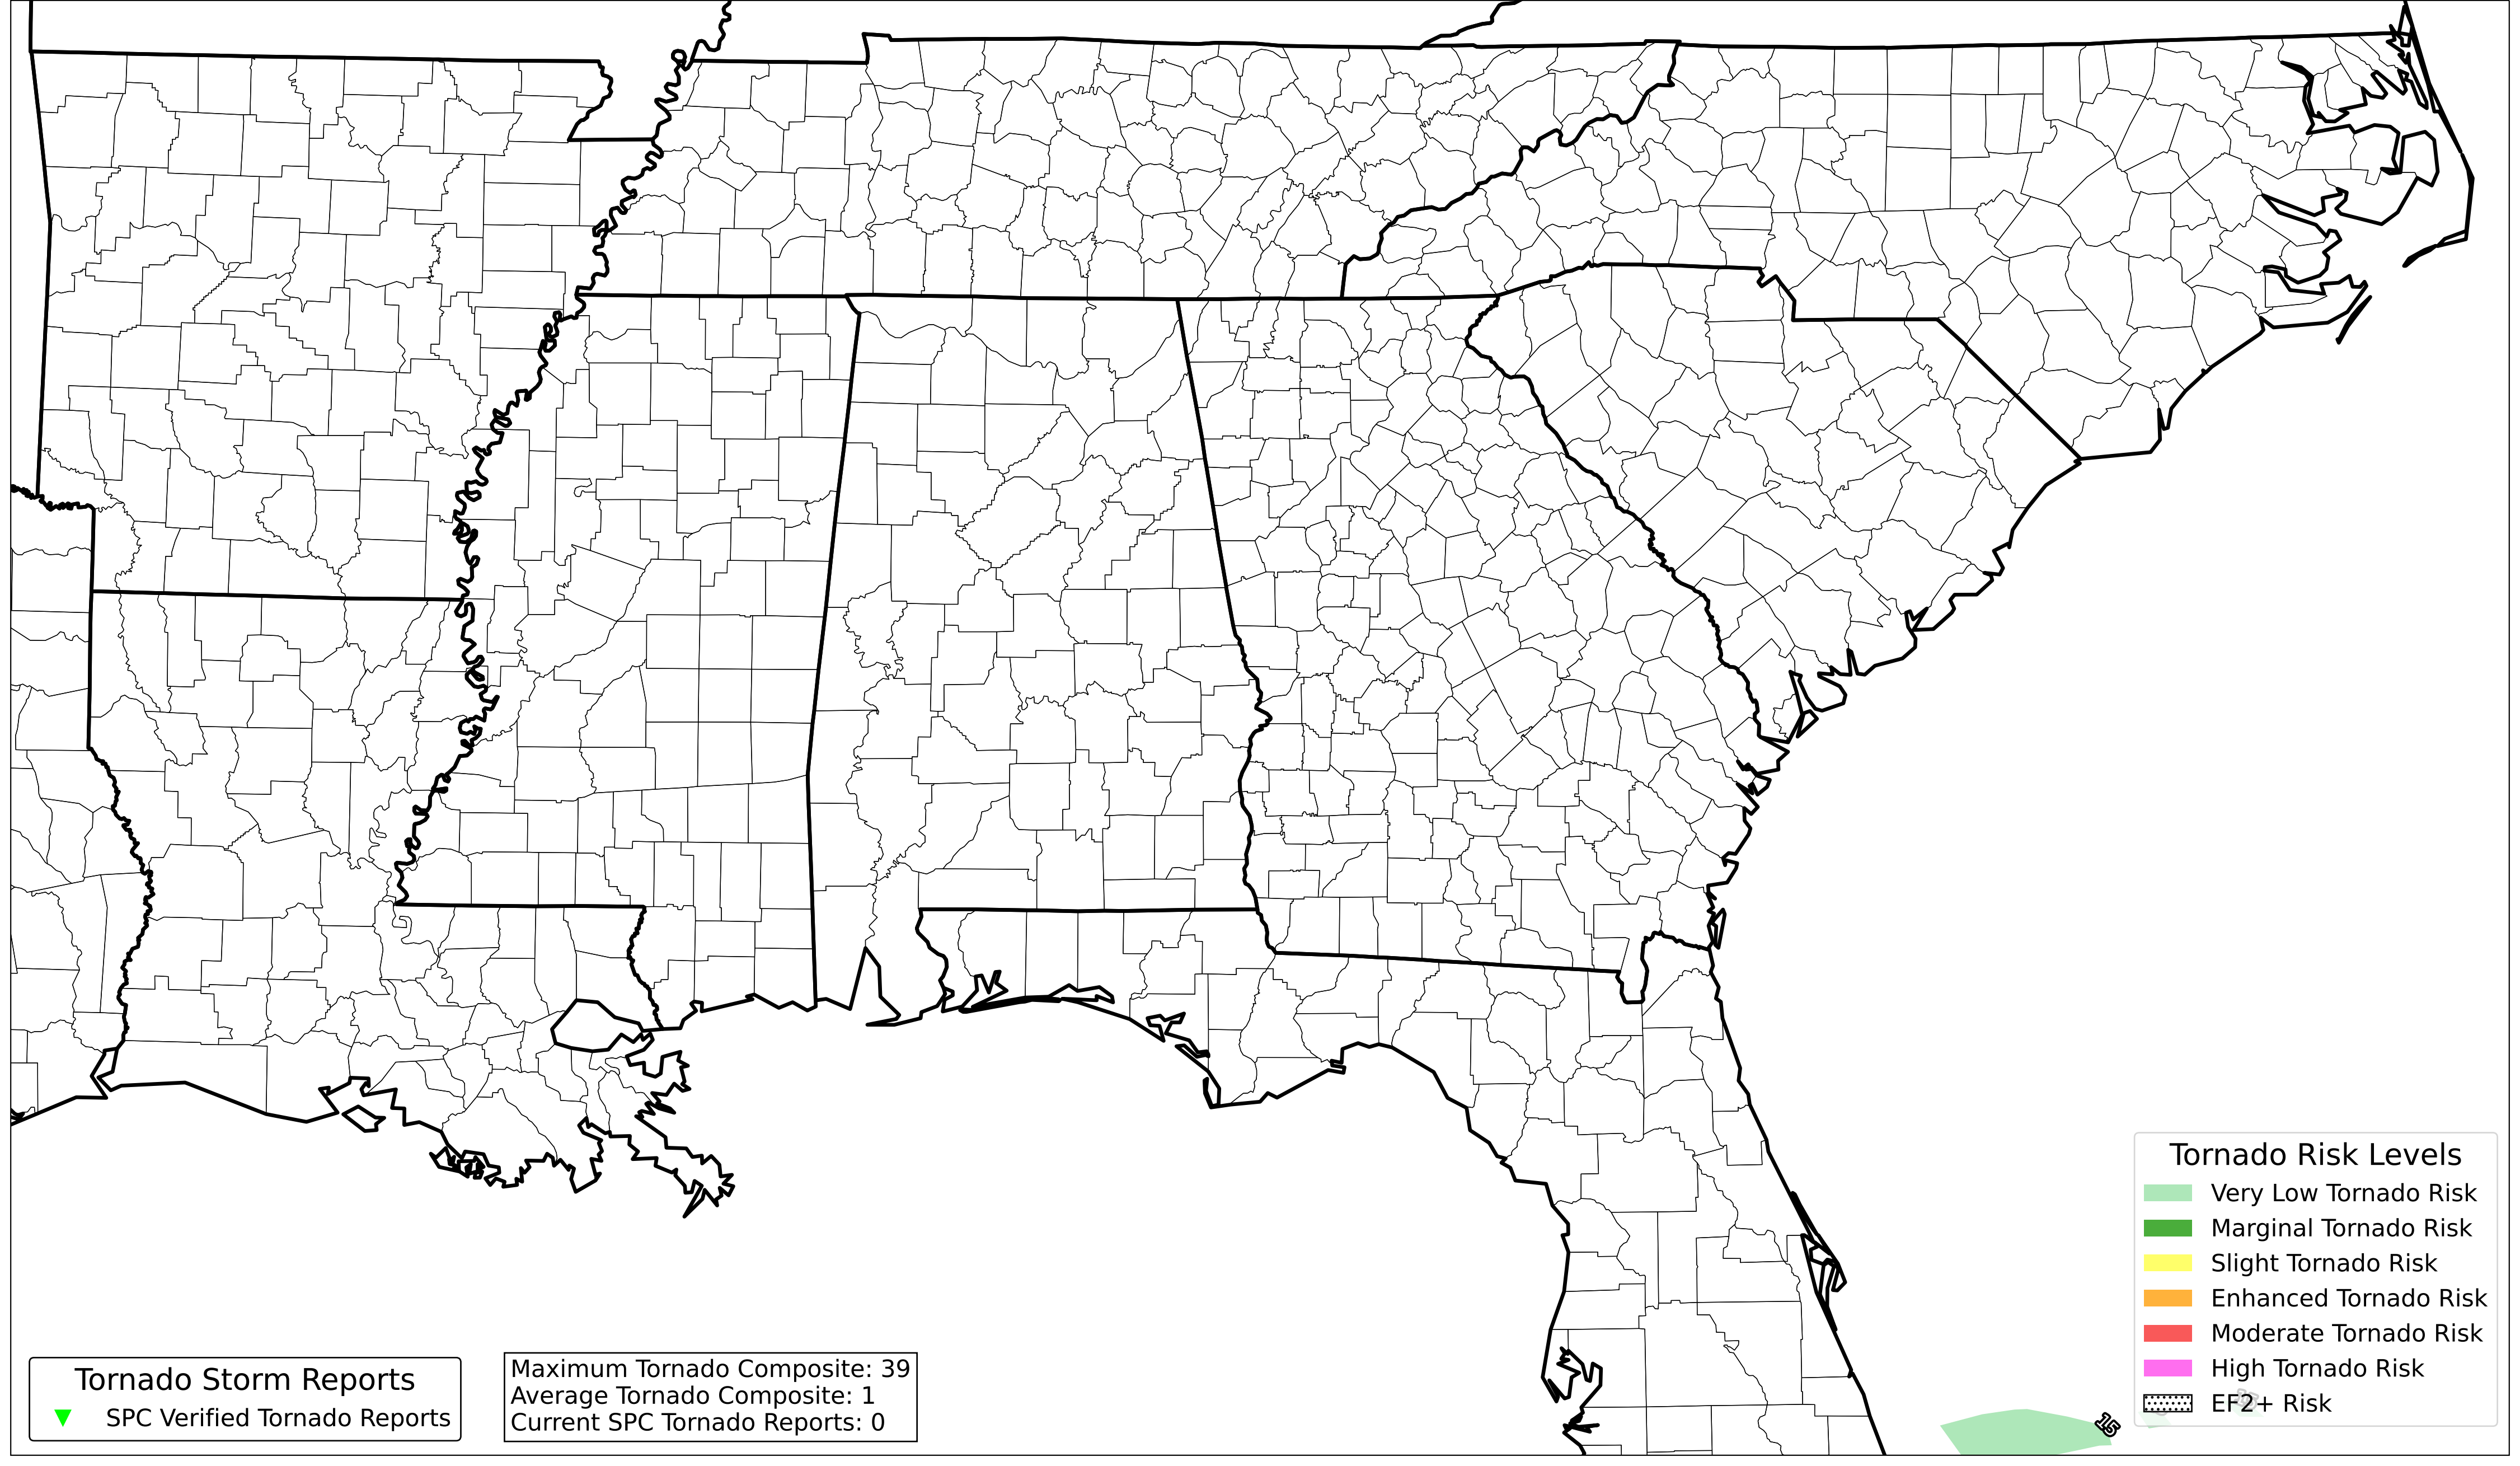 Tornado Risk Levels
Very Low Tornado Risk
Marginal Tornado Risk
Slight Tornado Risk
Enhanced Tornado Risk
Moderate Tornado Risk
High Tornado Risk
EF2+ Risk
Tornado Storm Reports
SPC Verified Tornado Reports
Maximum Tornado Composite: 39
Average Tornado Composite: 1
Current SPC Tornado Reports: 0
15